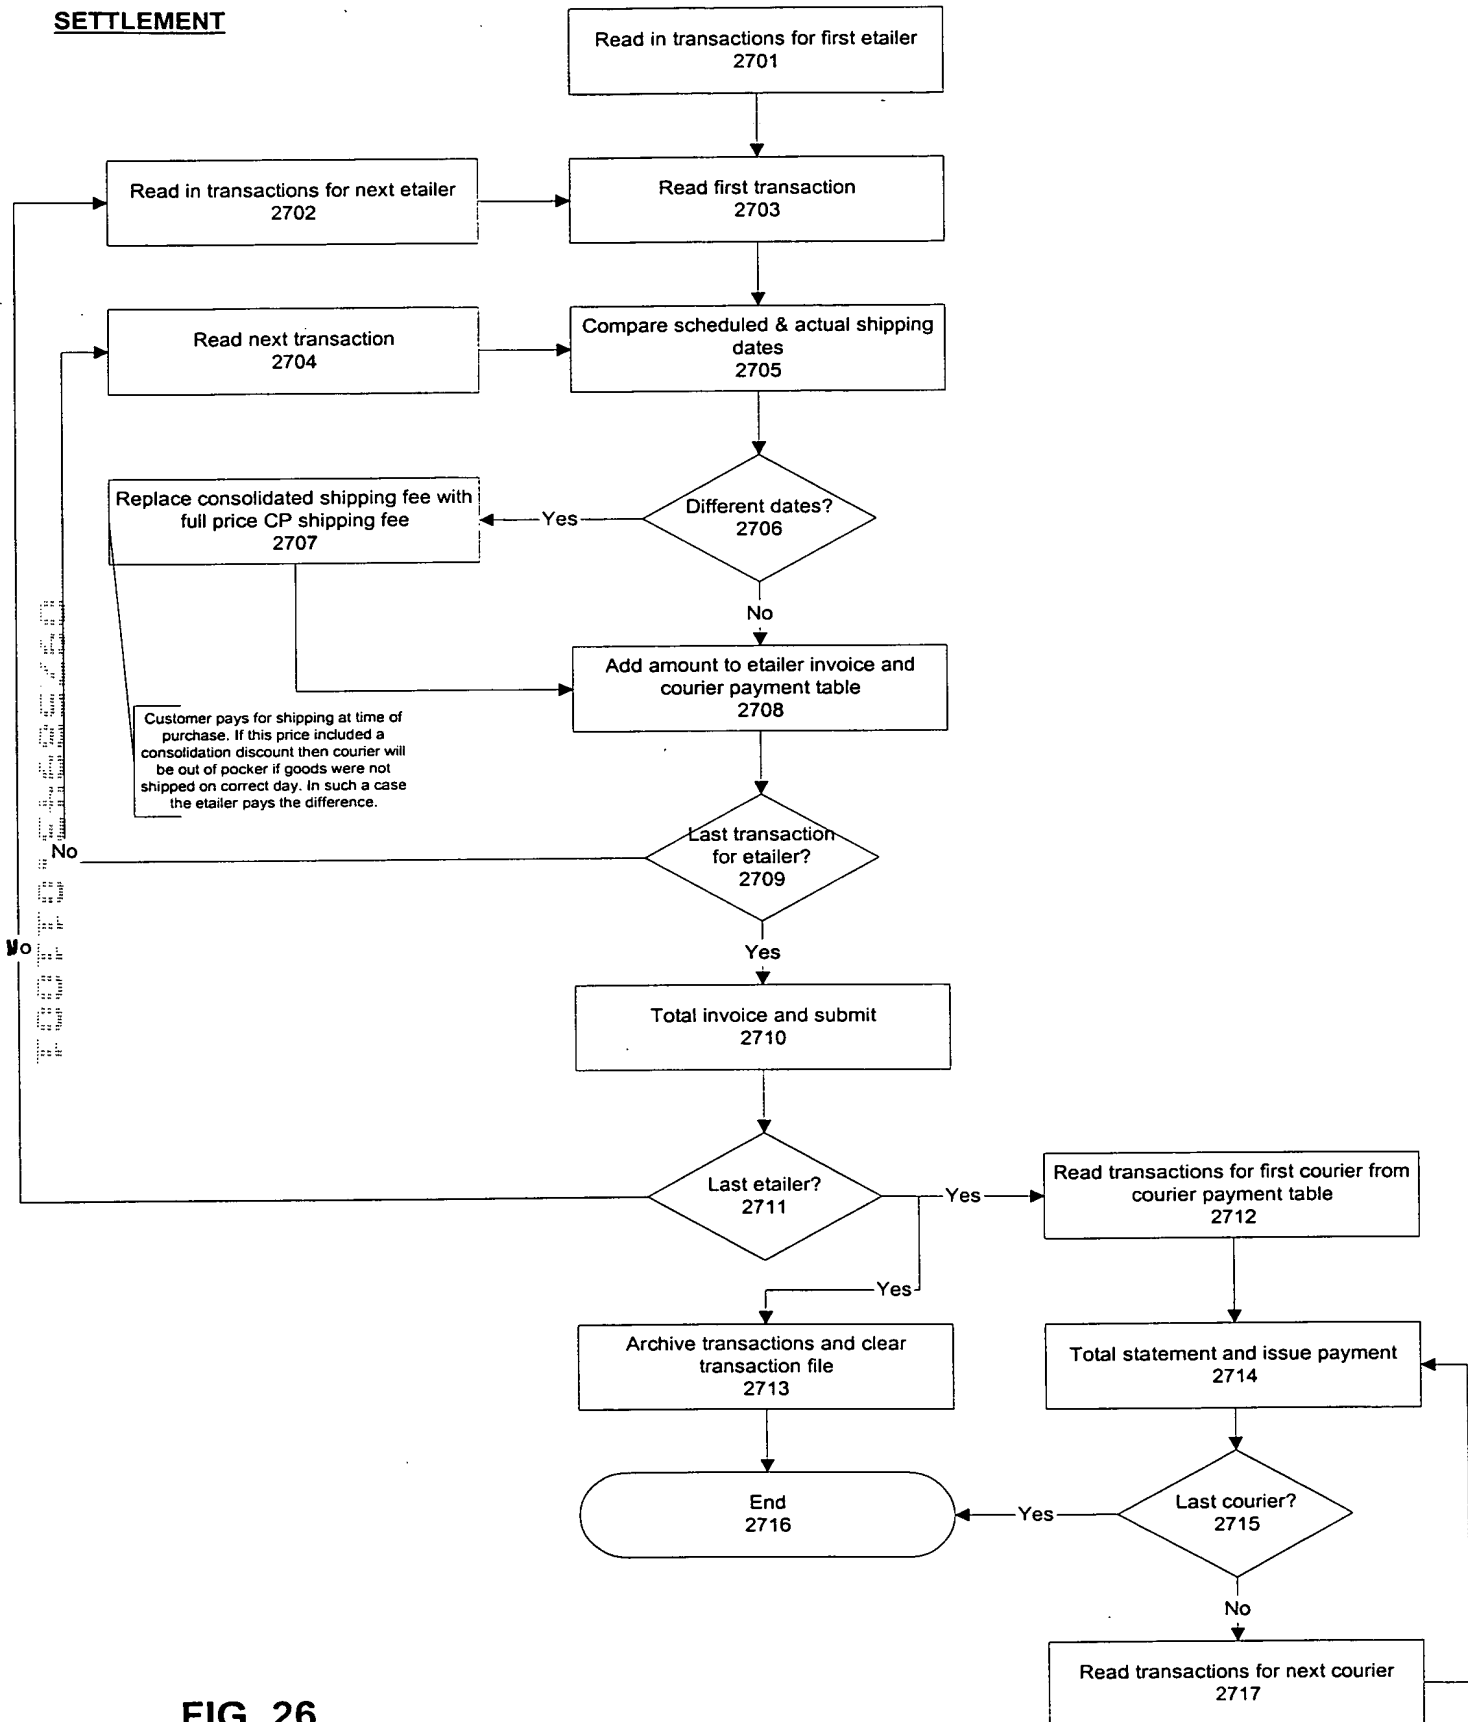 SETTLEMENT
Read in transactions for first etailer
2701
Read in transactions for next etailer
2702
Read first transaction
2703
Read next transaction
2704
Compare scheduled & actual shipping
dates
2705
Different dates?
2706
Yes
Replace consolidated shipping fee with
full price CP shipping fee
2707
No
Add amount to etailer invoice and
courier payment table
2708
Customer pays for shipping at time of
purchase. If this price included a
consolidation discount then courier will
be out of pocker if goods were not
shipped on correct day. In such a case
the etailer pays the difference.
Last transaction
for etailer?
2709
No
Yes
No
Total invoice and submit
2710
Last etailer?
2711
Yes
Read transactions for first courier from
courier payment table
2712
Yes
Archive transactions and clear
transaction file
2713
Total statement and issue payment
2714
End
2716
Yes
Last courier?
2715
No
Read transactions for next courier
2717
FIG. 26